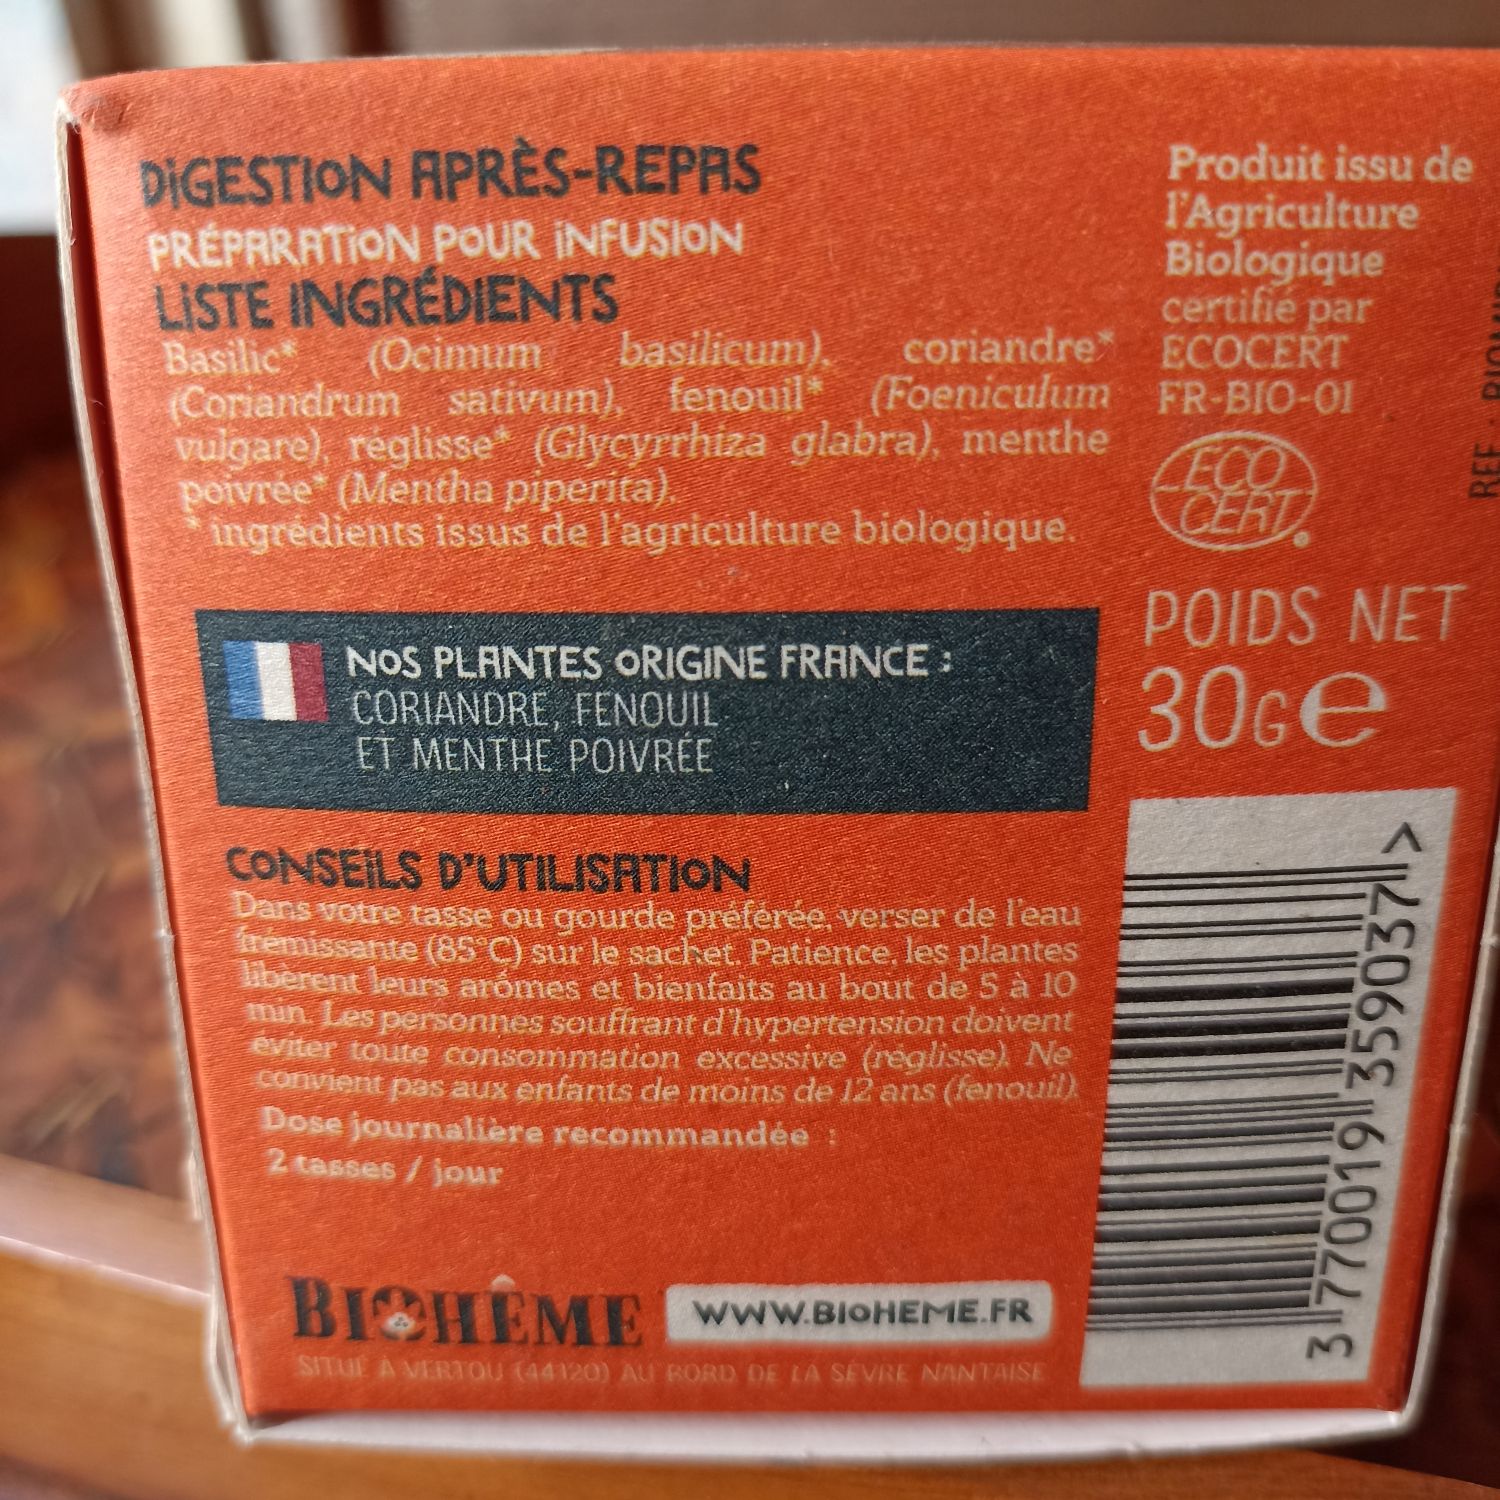 DiGESTION APRÈS-REPAS
PRÉPARATiON POUR iNFUSION
LiSTE INGRÉDIENTS
Basilic* (Ocimum basilicum), coriandre*
(Coriandrum sativum), fenouil* (Foeniculum
vulgare), réglisse* (Glycyrrhiza glabra), menthe
poivrée* (Mentha piperita).
* ingrédients issus de l'agriculture biologique.
NOS PLANTES ORIGINE FRANCE :
CORIANDRE, FENOUIL
ET MENTHE POIVRÉE
CONSEiLS D'UTILISATION
Dans votre tasse ou gourde préférée, verser de l'eau
frémissante (85°C) sur le sachet. Patience, les plantes
libèrent leurs arômes et bienfaits au bout de 5 à 10
min. Les personnes souffrant d'hypertension doivent
éviter toute consommation excessive (réglisse). Ne
convient pas aux enfants de moins de 12 ans (fenouil).
Dose journalière recommandée :
2 tasses / jour
BIOHÊME
WWW.BIOHEME.FR
SITUÉ À VERTOU (44120) AU BORD DE LA SÈVRE NANTAISE
Produit issu de
l'Agriculture
Biologique
certifié par
ECOCERT
FR-BIO-01
ECO
CERT
POIDS NET
30Ge
3 770019 359037 >
REF :